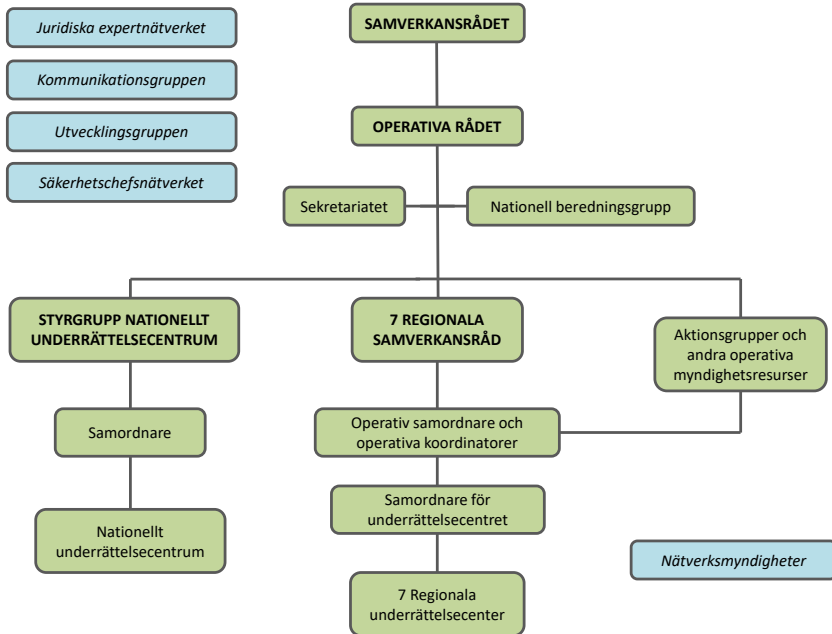 Juridiska expertnätverket
Kommunikationsgruppen
Utvecklingsgruppen
Säkerhetschefsnätverket
SAMVERKANSRÅDET
OPERATIVA RÅDET
Sekretariatet
Nationell beredningsgrupp
STYRGRUPP NATIONELLT
UNDERRÄTTELSECENTRUM
7 REGIONALA
SAMVERKANSRÅD
Aktionsgrupper och
andra operativa
myndighetsresurser
Samordnare
Operativ samordnare och
operativa koordinatorer
Nationellt
underrättelsecentrum
Samordnare för
underrättelsecentret
7 Regionala
underrättelsecenter
Nätverksmyndigheter